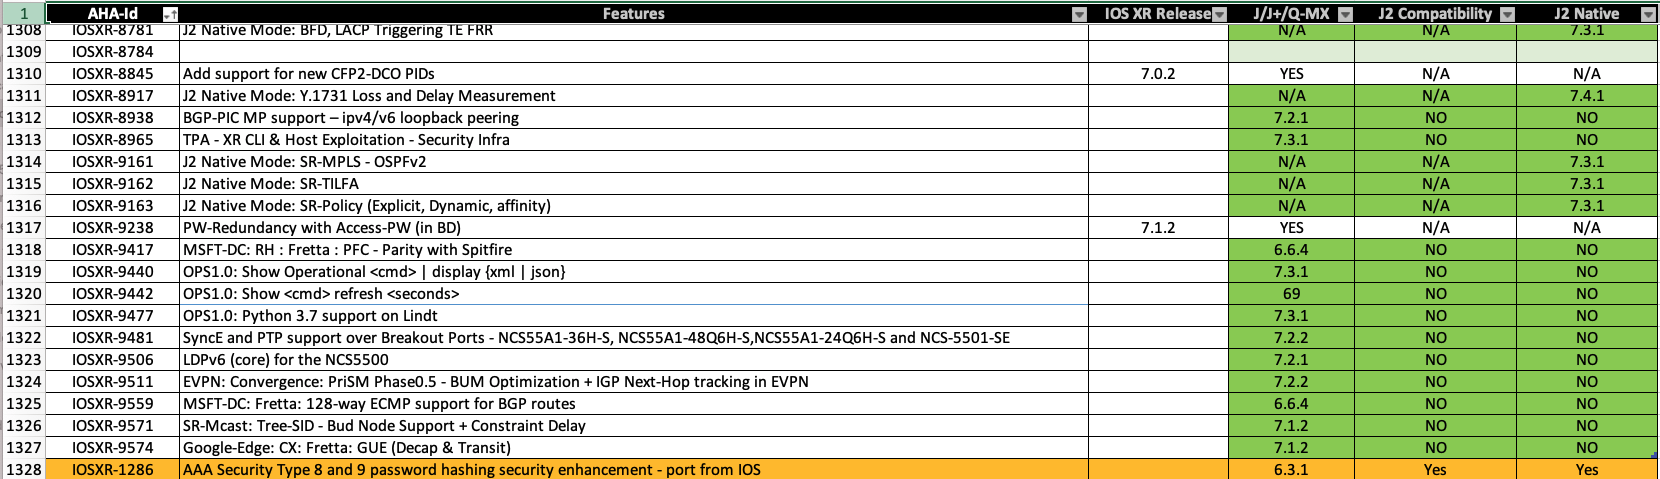 1 AHA-Id Features IOS XR Release J/J+/Q-MX J2 Compatibility J2 Native
1308 IOSXR-8781 J2 Native Mode: BFD, LACP Triggering TE FRR N/A N/A 7.3.1
1309 IOSXR-8784
1310 IOSXR-8845 Add support for new CFP2-DCO PIDs 7.0.2 YES N/A N/A
1311 IOSXR-8917 J2 Native Mode: Y.1731 Loss and Delay Measurement N/A N/A 7.4.1
1312 IOSXR-8938 BGP-PIC MP support – ipv4/v6 loopback peering 7.2.1 NO NO
1313 IOSXR-8965 TPA - XR CLI & Host Exploitation - Security Infra 7.3.1 NO NO
1314 IOSXR-9161 J2 Native Mode: SR-MPLS - OSPFv2 N/A N/A 7.3.1
1315 IOSXR-9162 J2 Native Mode: SR-TILFA N/A N/A 7.3.1
1316 IOSXR-9163 J2 Native Mode: SR-Policy (Explicit, Dynamic, affinity) N/A N/A 7.3.1
1317 IOSXR-9238 PW-Redundancy with Access-PW (in BD) 7.1.2 YES N/A N/A
1318 IOSXR-9417 MSFT-DC: RH : Fretta : PFC - Parity with Spitfire 6.6.4 NO NO
1319 IOSXR-9440 OPS1.0: Show Operational <cmd> | display {xml | json} 7.3.1 NO NO
1320 IOSXR-9442 OPS1.0: Show <cmd> refresh <seconds> 69 NO NO
1321 IOSXR-9477 OPS1.0: Python 3.7 support on Lindt 7.3.1 NO NO
1322 IOSXR-9481 SyncE and PTP support over Breakout Ports - NCS55A1-36H-S, NCS55A1-48Q6H-S,NCS55A1-24Q6H-S and NCS-5501-SE 7.2.2 NO NO
1323 IOSXR-9506 LDPv6 (core) for the NCS5500 7.2.1 NO NO
1324 IOSXR-9511 EVPN: Convergence: PriSM Phase0.5 - BUM Optimization + IGP Next-Hop tracking in EVPN 7.2.2 NO NO
1325 IOSXR-9559 MSFT-DC: Fretta: 128-way ECMP support for BGP routes 6.6.4 NO NO
1326 IOSXR-9571 SR-Mcast: Tree-SID - Bud Node Support + Constraint Delay 7.1.2 NO NO
1327 IOSXR-9574 Google-Edge: CX: Fretta: GUE (Decap & Transit) 7.1.2 NO NO
1328 IOSXR-1286 AAA Security Type 8 and 9 password hashing security enhancement - port from IOS 6.3.1 Yes Yes